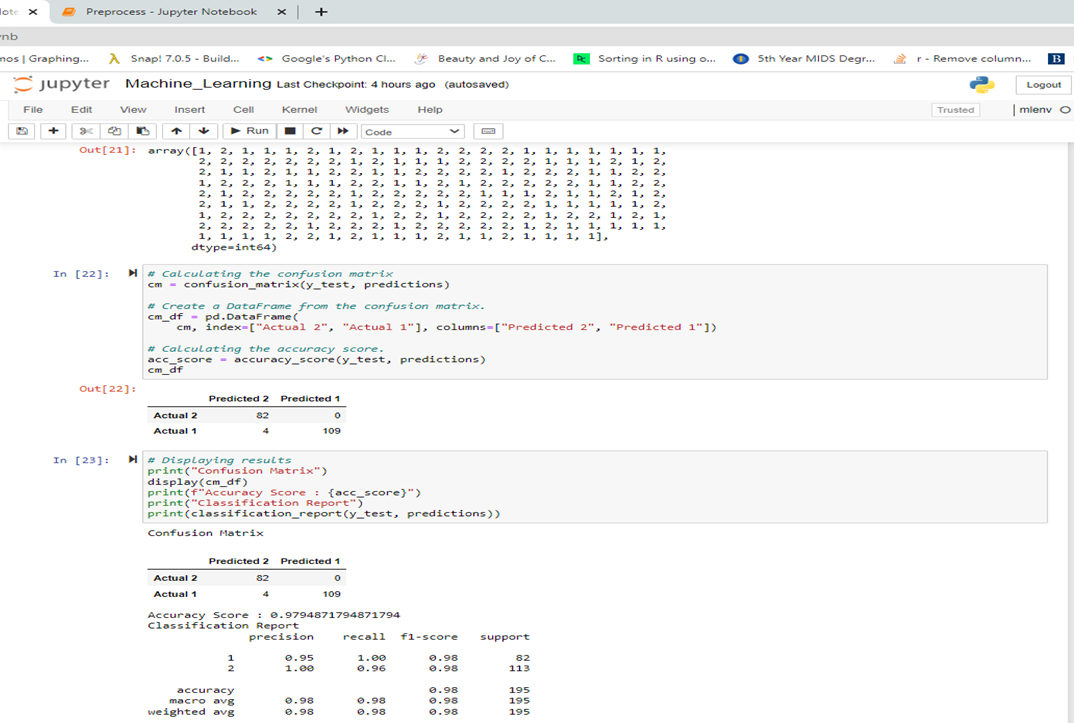 Preprocess - Jupyter Notebook
nos | Graphing... Snap! 7.0.5 - Build... Google's Python Cl... Beauty and Joy of C... Sorting in R using o... 5th Year MIDS Degr... r - Remove column... B
jupyter Machine_Learning Last Checkpoint: 4 hours ago (autosaved) Logout
File Edit View Insert Cell Kernel Widgets Help Trusted mlenv
Run Code
Out[21]: array([1, 2, 1, 1, 1, 2, 1, 2, 1, 1, 1, 2, 2, 2, 2, 1, 1, 1, 1, 1, 1, 1,
2, 2, 2, 2, 2, 2, 2, 1, 2, 1, 1, 1, 2, 2, 2, 2, 1, 1, 1, 2, 1, 2,
2, 1, 1, 2, 1, 1, 2, 2, 1, 2, 2, 2, 2, 1, 2, 2, 2, 2, 1, 1, 2, 2,
1, 2, 2, 2, 1, 1, 1, 2, 2, 1, 1, 2, 1, 2, 2, 2, 2, 2, 1, 1, 2, 2,
2, 1, 2, 2, 2, 2, 2, 1, 2, 2, 2, 2, 2, 1, 1, 1, 2, 1, 1, 2, 1, 2,
2, 1, 1, 2, 2, 2, 2, 1, 2, 2, 2, 1, 2, 2, 2, 2, 1, 1, 1, 1, 1, 2,
1, 2, 2, 2, 2, 2, 2, 2, 1, 2, 2, 1, 2, 2, 2, 2, 1, 2, 2, 1, 2, 1,
2, 2, 2, 2, 2, 1, 2, 2, 2, 1, 2, 2, 2, 2, 2, 1, 2, 1, 1, 1, 1, 1,
1, 1, 1, 1, 2, 2, 1, 2, 1, 1, 1, 2, 1, 1, 2, 1, 1, 1, 1],
dtype=int64)
In [22]: # Calculating the confusion matrix
cm = confusion_matrix(y_test, predictions)
# Create a DataFrame from the confusion matrix.
cm_df = pd.DataFrame(
cm, index=["Actual 2", "Actual 1"], columns=["Predicted 2", "Predicted 1"])
# Calculating the accuracy score.
acc_score = accuracy_score(y_test, predictions)
cm_df
Out[22]:
Predicted 2 Predicted 1
Actual 2 82 0
Actual 1 4 109
In [23]: # Displaying results
print("Confusion Matrix")
display(cm_df)
print(f"Accuracy Score : {acc_score}")
print("Classification Report")
print(classification_report(y_test, predictions))
Confusion Matrix
Predicted 2 Predicted 1
Actual 2 82 0
Actual 1 4 109
Accuracy Score : 0.9794871794871794
Classification Report
precision recall f1-score support
1 0.95 1.00 0.98 82
2 1.00 0.96 0.98 113
accuracy 0.98 195
macro avg 0.98 0.98 0.98 195
weighted avg 0.98 0.98 0.98 195